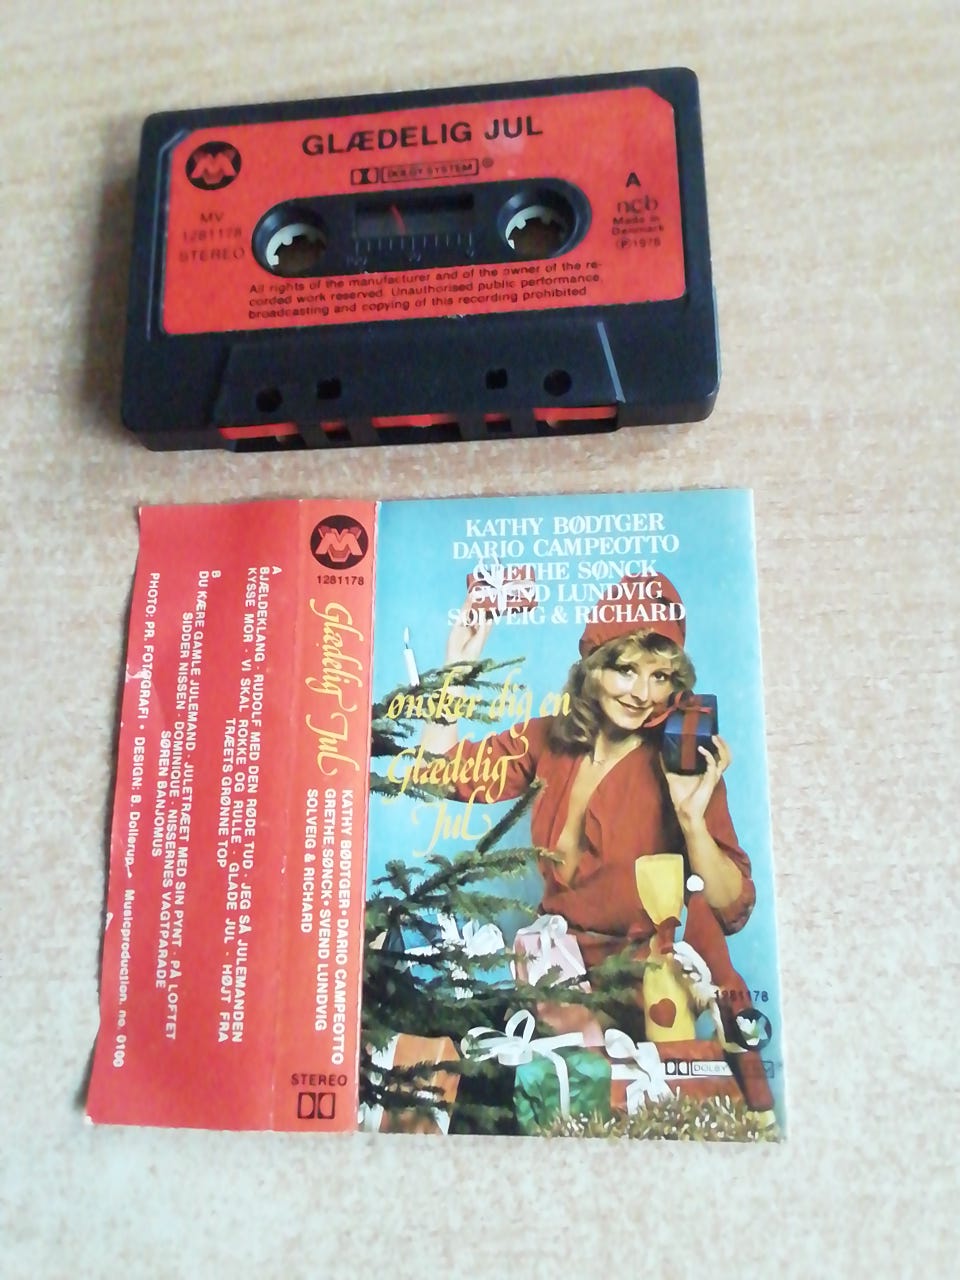 GLÆDELIG JUL
DOLBY SYSTEM ®
A
ncb
Made in
Denmark
Ⓟ 1978
MV
1281178
STEREO
All rights of the manufacturer and of the owner of the re-
corded work reserved. Unauthorised public performance,
broadcasting and copying of this recording prohibited
KATHY BØDTGER
DARIO CAMPEOTTO
GRETHE SØNCK
SVEND LUNDVIG
SOLVEIG & RICHARD
ønsker dig en
Glædelig
Jul
1281178
DOLBY SYSTEM
1281178
Glædelig Jul
KATHY BØDTGER • DARIO CAMPEOTTO
GRETHE SØNCK • SVEND LUNDVIG
SOLVEIG & RICHARD
STEREO
A
BJÆLDEKLANG · RUDOLF MED DEN RØDE TUD · JEG SÅ JULEMANDEN
KYSSE MOR · VI SKAL ROKKE OG RULLE · GLADE JUL · HØJT FRA
TRÆETS GRØNNE TOP
B
DU KÆRE GAMLE JULEMAND · JULETRÆET MED SIN PYNT · PÅ LOFTET
SIDDER NISSEN · DOMINIQUE · NISSERNES VAGTPARADE
SØREN BANJOMUS
PHOTO: PR. FOTOGRAFI • DESIGN: B. Dollerup Musicproduction. no. 0100